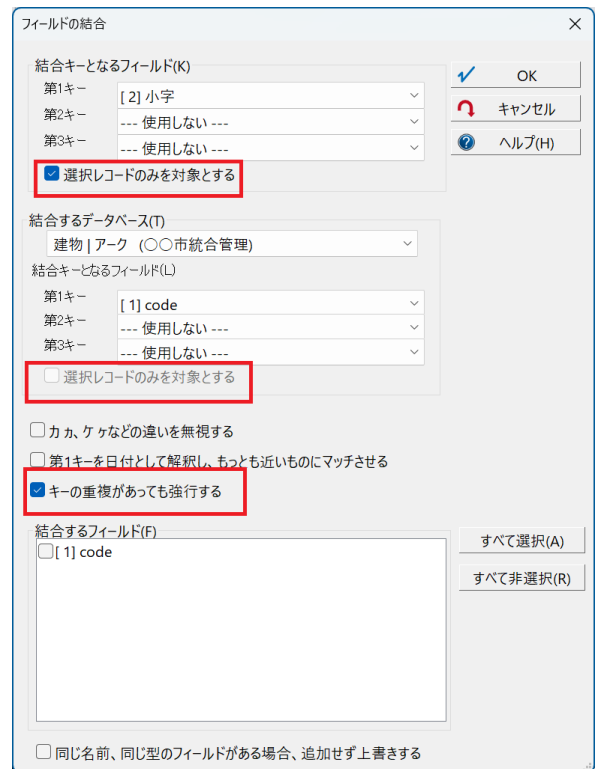 フィールドの結合
結合キーとなるフィールド(K)
第1キー
[ 2] 小字
第2キー
--- 使用しない ---
第3キー
--- 使用しない ---
選択レコードのみを対象とする
OK
キャンセル
ヘルプ(H)
結合するデータベース(T)
建物 | アーク (○○市統合管理)
結合キーとなるフィールド(L)
第1キー
[ 1] code
第2キー
--- 使用しない ---
第3キー
--- 使用しない ---
選択レコードのみを対象とする
カ ヵ、ケ ヶなどの違いを無視する
第1キーを日付として解釈し、もっとも近いものにマッチさせる
キーの重複があっても強行する
結合するフィールド(F)
[ 1] code
すべて選択(A)
すべて非選択(R)
同じ名前、同じ型のフィールドがある場合、追加せず上書きする